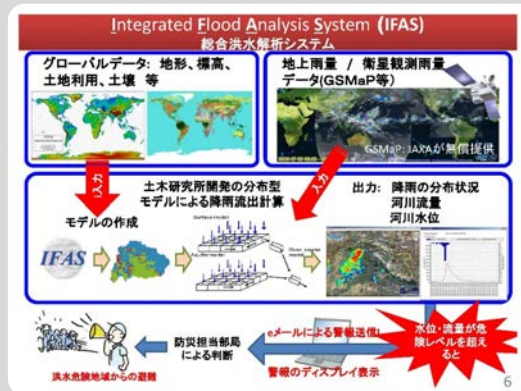 Integrated Flood Analysis System (IFAS)
総合洪水解析システム
グローバルデータ: 地形、標高、
土地利用、土壌 等
地上雨量 / 衛星観測雨量
データ(GSMaP等)
GSMaP: JAXAが無償提供
入力
入力
土木研究所開発の分布型
モデルによる降雨流出計算
出力: 降雨の分布状況
河川流量
河川水位
モデルの作成
IFAS
eメールによる警報送信!
水位・流量が危
険レベルを超える
と
防災担当部局
による判断
警報のディスプレイ表示
洪水危険地域からの避難
6